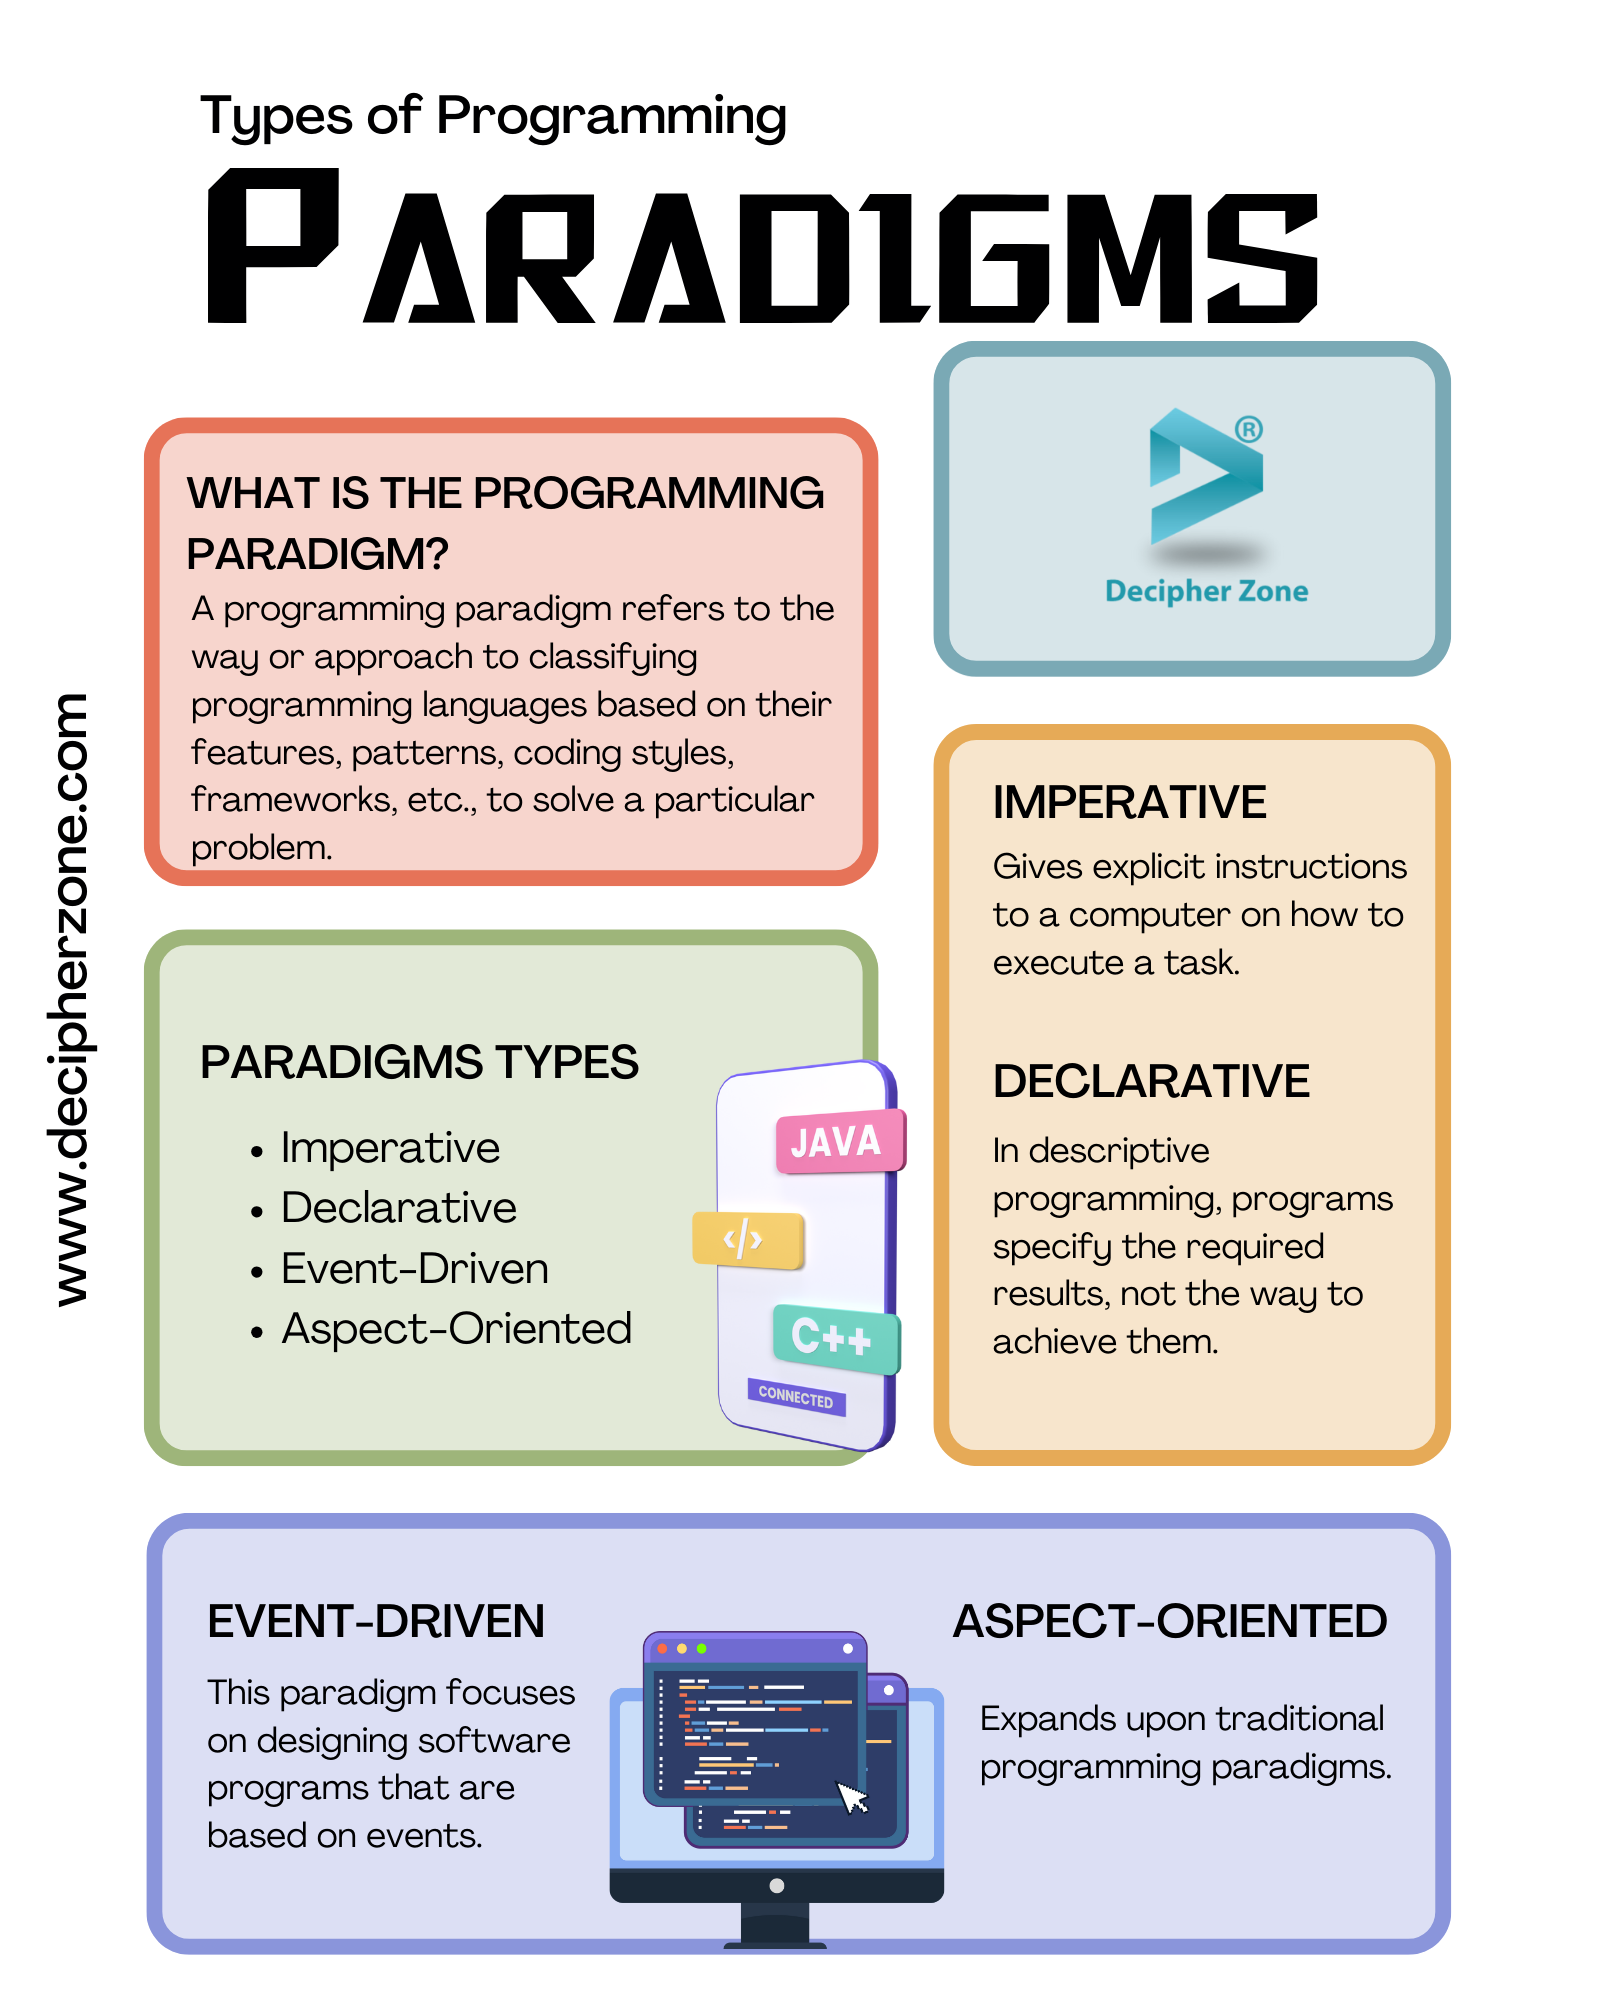 Types of Programming
PARADIGMS
®
Decipher Zone
WHAT IS THE PROGRAMMING
PARADIGM?
A programming paradigm refers to the
way or approach to classifying
programming languages based on their
features, patterns, coding styles,
frameworks, etc., to solve a particular
problem.
www.decipherzone.com
IMPERATIVE
Gives explicit instructions
to a computer on how to
execute a task.
DECLARATIVE
In descriptive
programming, programs
specify the required
results, not the way to
achieve them.
PARADIGMS TYPES
• Imperative
• Declarative
• Event-Driven
• Aspect-Oriented
JAVA
</>
C++
CONNECTED
EVENT-DRIVEN
This paradigm focuses
on designing software
programs that are
based on events.
ASPECT-ORIENTED
Expands upon traditional
programming paradigms.